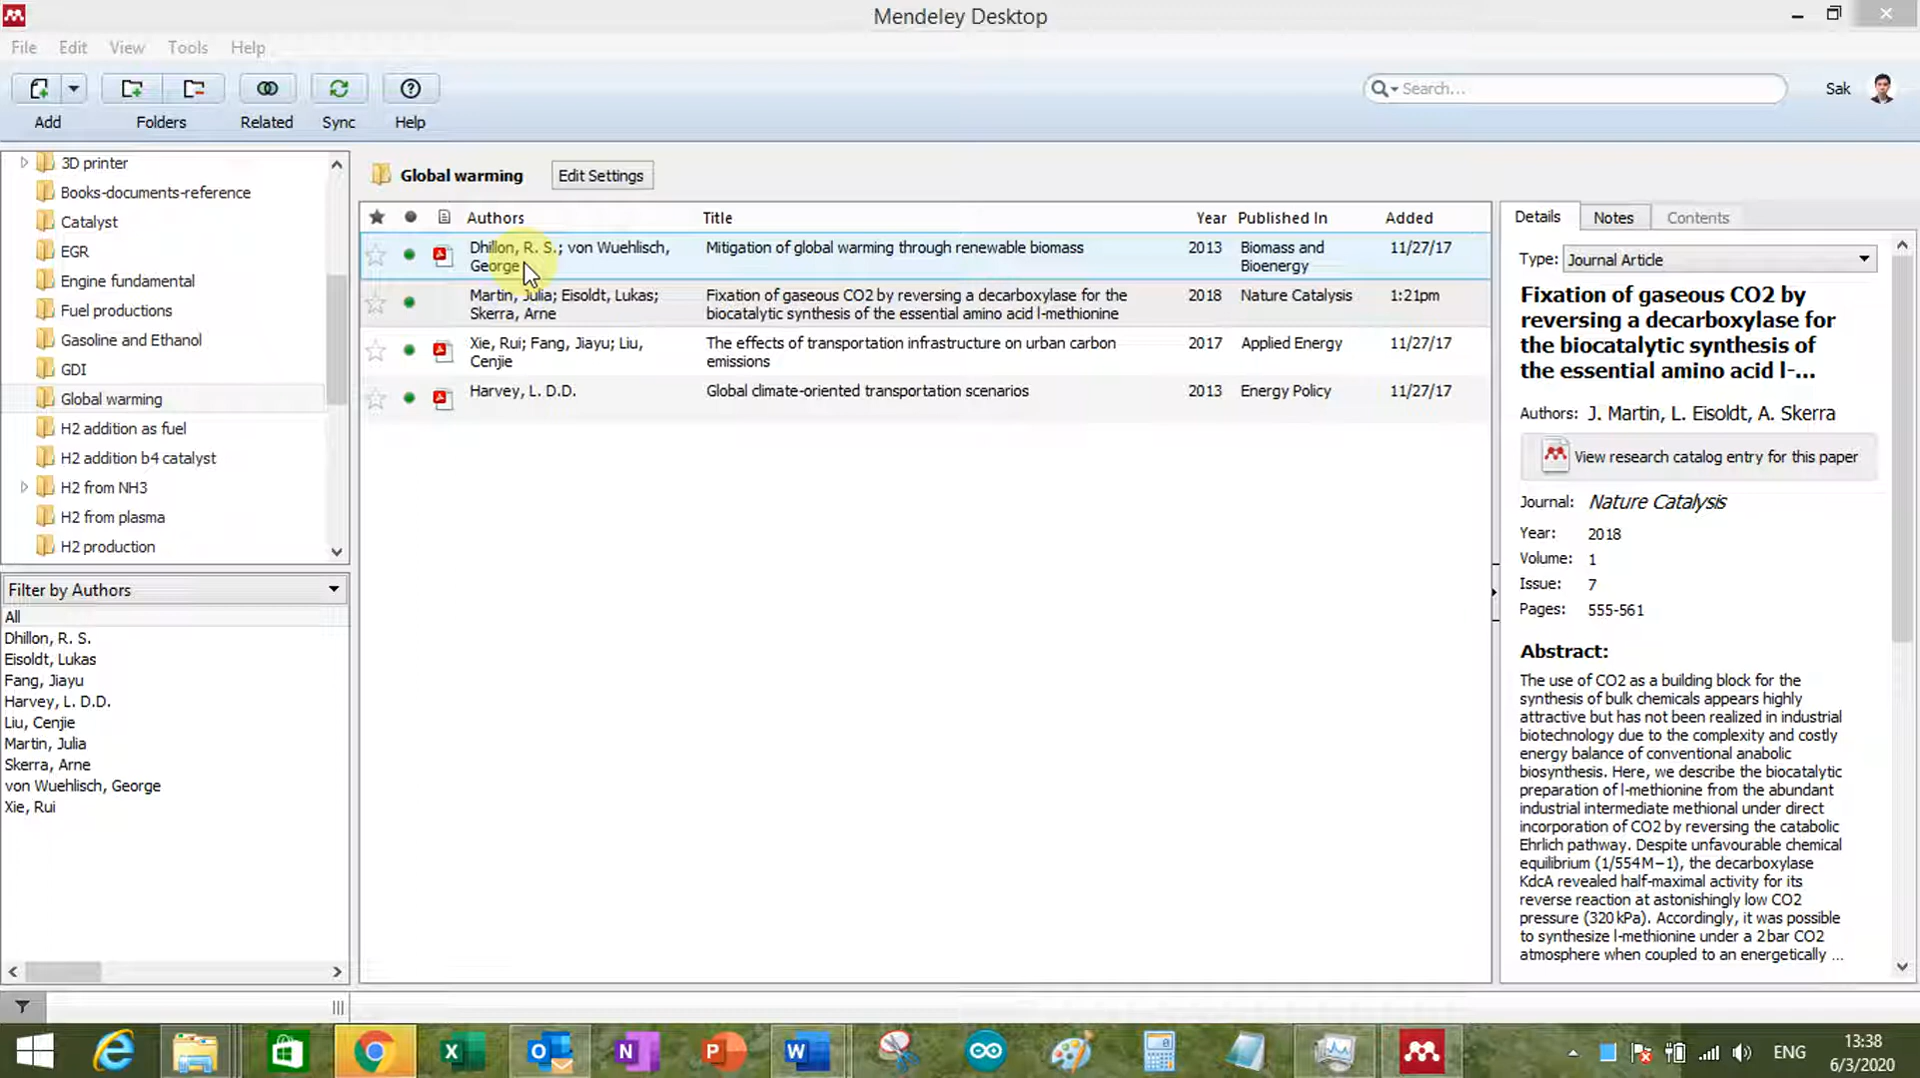 Mendeley Desktop
File Edit View Tools Help
Search...
Sak
Add Folders Related Sync Help
3D printer
Books-documents-reference
Catalyst
EGR
Engine fundamental
Fuel productions
Gasoline and Ethanol
GDI
Global warming
H2 addition as fuel
H2 addition b4 catalyst
H2 from NH3
H2 from plasma
H2 production
Filter by Authors
All
Dhillon, R. S.
Eisoldt, Lukas
Fang, Jiayu
Harvey, L. D.D.
Liu, Cenjie
Martin, Julia
Skerra, Arne
von Wuehlisch, George
Xie, Rui
Global warming Edit Settings
Authors Title Year Published In Added
Dhillon, R. S.; von Wuehlisch, Mitigation of global warming through renewable biomass 2013 Biomass and 11/27/17
George Bioenergy
Martin, Julia; Eisoldt, Lukas; Fixation of gaseous CO2 by reversing a decarboxylase for the 2018 Nature Catalysis 1:21pm
Skerra, Arne biocatalytic synthesis of the essential amino acid l-methionine
Xie, Rui; Fang, Jiayu; Liu, The effects of transportation infrastructure on urban carbon 2017 Applied Energy 11/27/17
Cenjie emissions
Harvey, L. D.D. Global climate-oriented transportation scenarios 2013 Energy Policy 11/27/17
Details Notes Contents
Type: Journal Article
Fixation of gaseous CO2 by
reversing a decarboxylase for
the biocatalytic synthesis of
the essential amino acid l-...
Authors: J. Martin, L. Eisoldt, A. Skerra
View research catalog entry for this paper
Journal: Nature Catalysis
Year: 2018
Volume: 1
Issue: 7
Pages: 555-561
Abstract:
The use of CO2 as a building block for the
synthesis of bulk chemicals appears highly
attractive but has not been realized in industrial
biotechnology due to the complexity and costly
energy balance of conventional anabolic
biosynthesis. Here, we describe the biocatalytic
preparation of l-methionine from the abundant
industrial intermediate methional under direct
incorporation of CO2 by reversing the catabolic
Ehrlich pathway. Despite unfavourable chemical
equilibrium (1/554 M−1), the decarboxylase
KdcA revealed half-maximal activity for its
reverse reaction at astonishingly low CO2
pressure (320 kPa). Accordingly, it was possible
to synthesize l-methionine under a 2 bar CO2
atmosphere when coupled to an energetically ...
ENG
13:38
6/3/2020